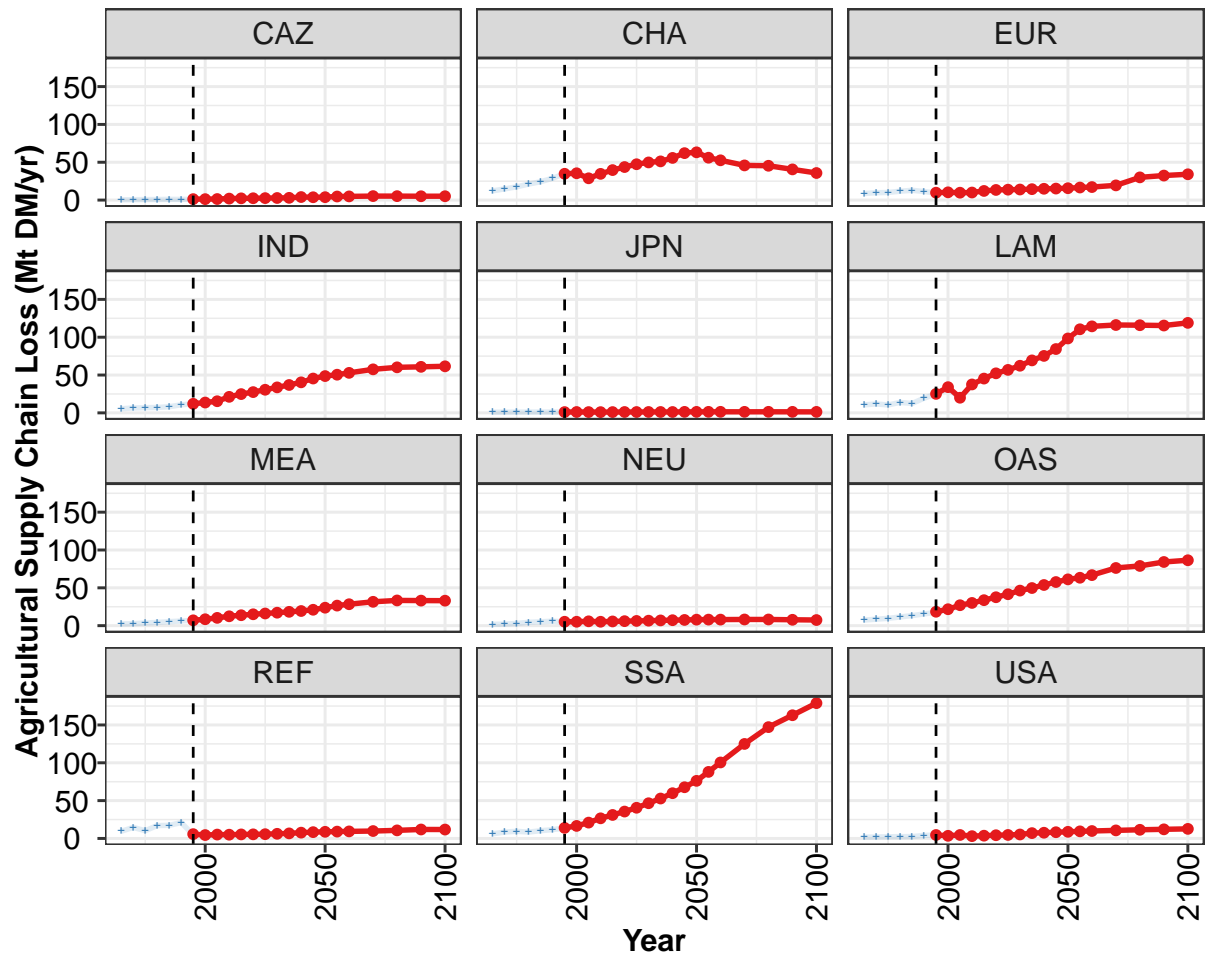 CAZ
CHA
EUR
150
100
50
0
IND
JPN
LAM
150
100
50
0
MEA
NEU
OAS
150
100
50
0
REF
SSA
USA
150
100
50
0
2000
2050
2100
2000
2050
2100
2000
2050
2100
Year
Agricultural Supply Chain Loss (Mt DM/yr)